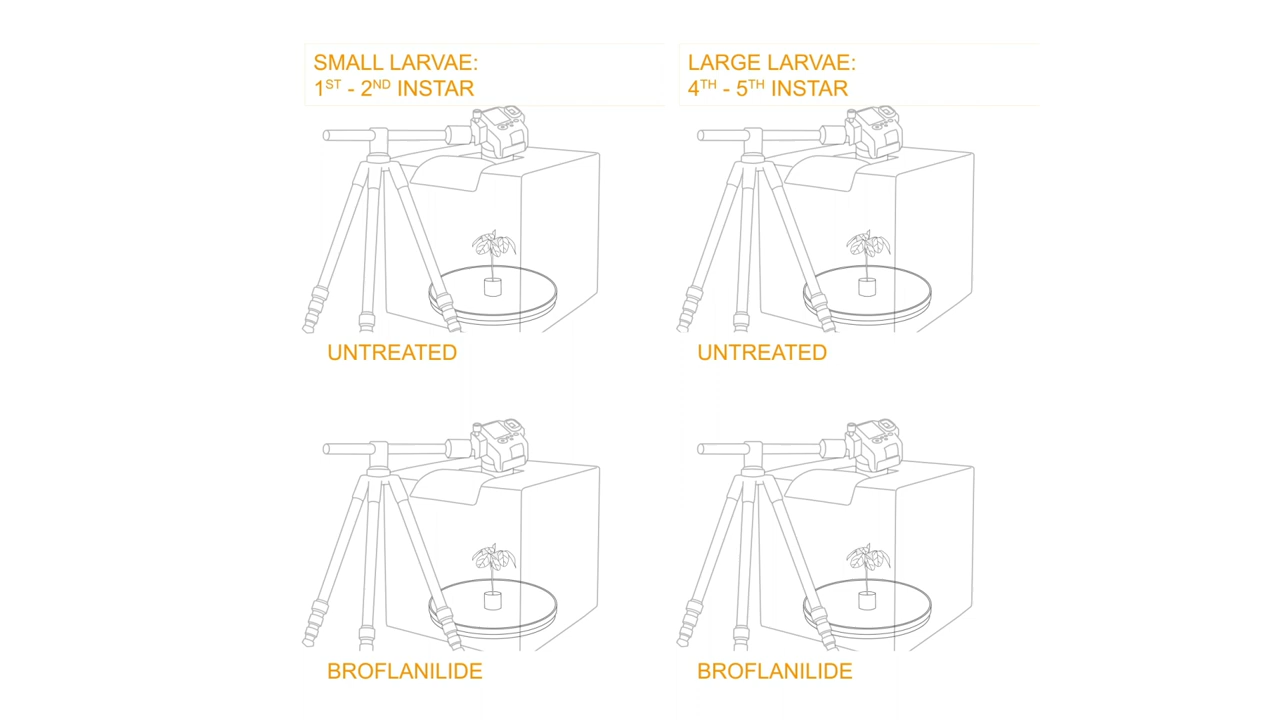 SMALL LARVAE:
1ST - 2ND INSTAR
LARGE LARVAE:
4TH - 5TH INSTAR
UNTREATED
UNTREATED
BROFLANILIDE
BROFLANILIDE